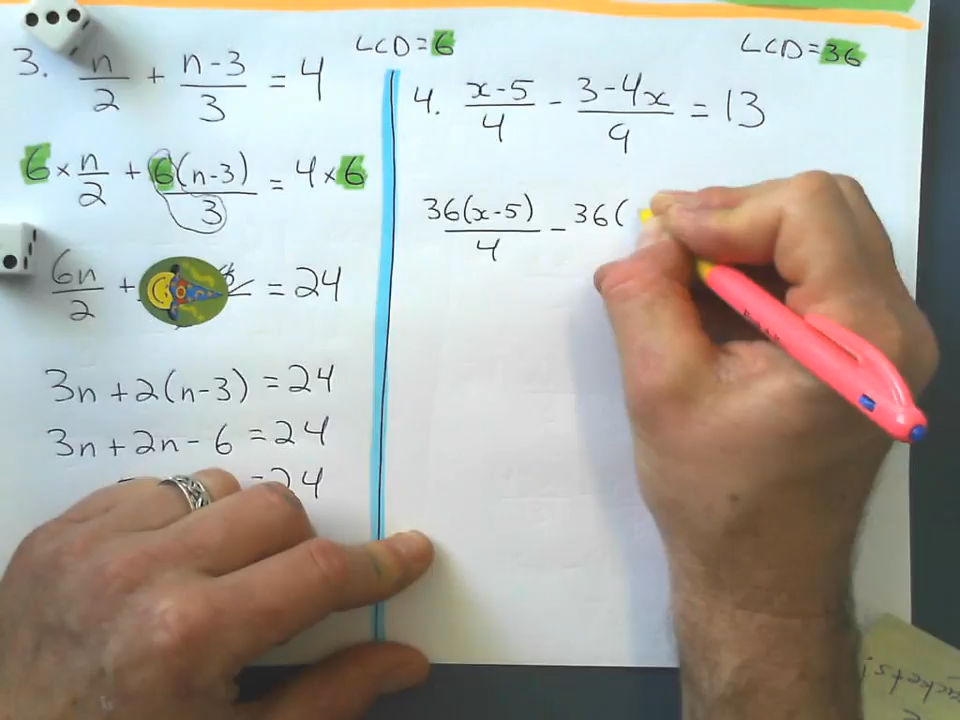 3. n/2 + n-3/3 = 4
LCD = 6
6 × n/2 + 6(n-3)/3 = 4 × 6
6n/2 + = 24
3n + 2(n-3) = 24
3n + 2n - 6 = 24
= 24
LCD = 36
4. x-5/4 - 3-4x/9 = 13
36(x-5)/4 - 36(